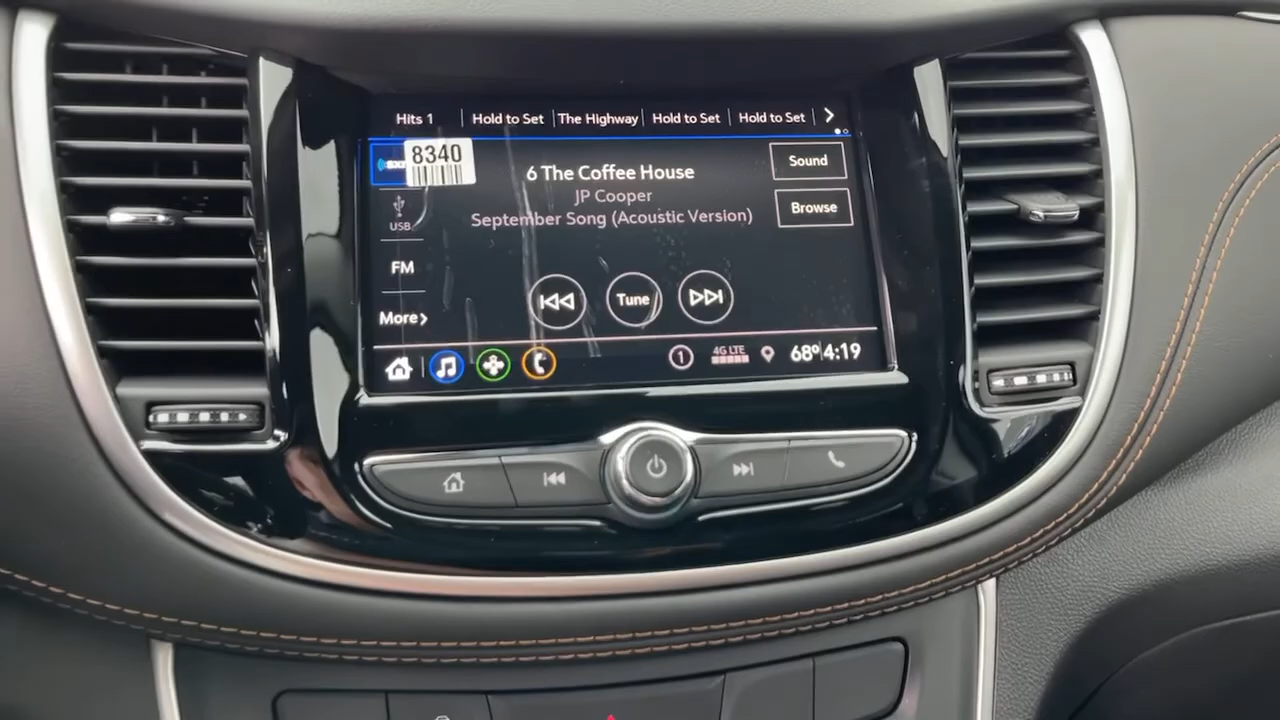 Hits 1
Hold to Set
The Highway
Hold to Set
Hold to Set
8340
6 The Coffee House
JP Cooper
September Song (Acoustic Version)
Sound
Browse
USB
FM
More
Tune
1
4G LTE
68° 4:19